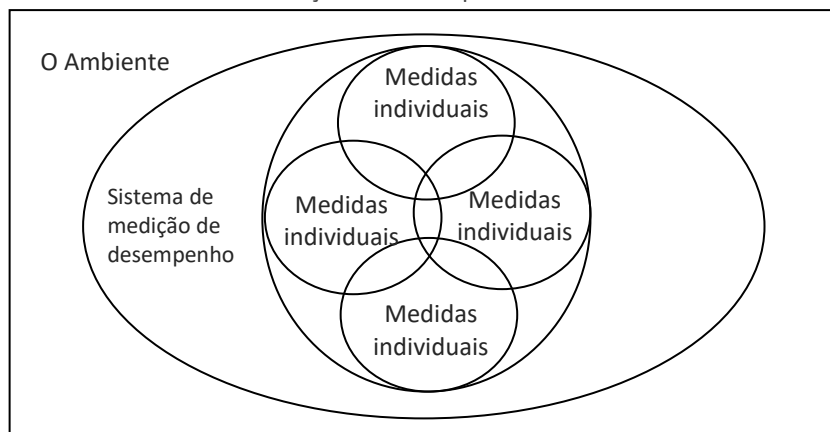 O Ambiente
Medidas
individuais
Sistema de
medição de
desempenho
Medidas
individuais
Medidas
individuais
Medidas
individuais